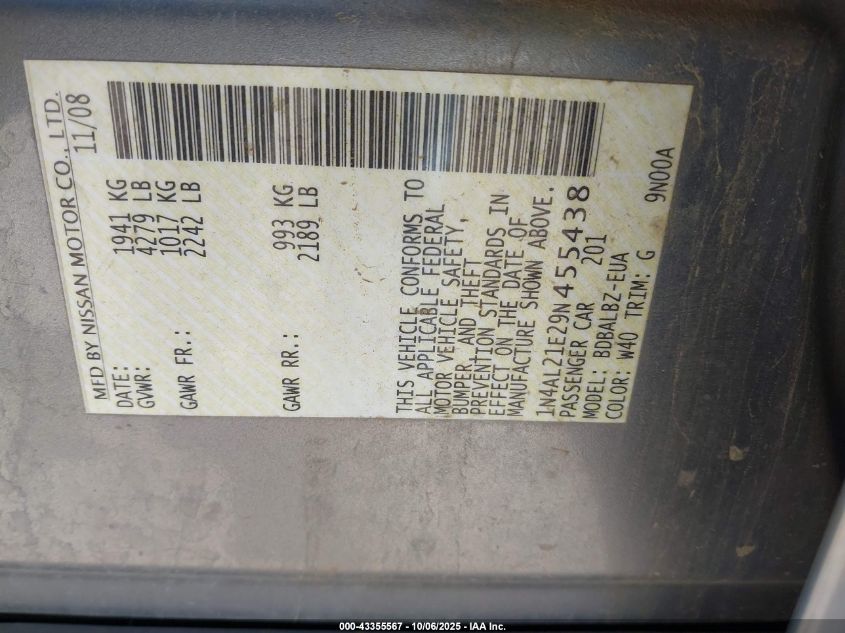 MFD BY NISSAN MOTOR CO., LTD.
DATE: 11/08
GVWR: 1941 KG
4279 LB
GAWR FR.: 1017 KG
2242 LB
GAWR RR.: 993 KG
2189 LB
THIS VEHICLE CONFORMS TO
ALL APPLICABLE FEDERAL
MOTOR VEHICLE SAFETY,
BUMPER, AND THEFT
PREVENTION STANDARDS IN
EFFECT ON THE DATE OF
MANUFACTURE SHOWN ABOVE.
1N4AL21E29N455438
PASSENGER CAR 201
MODEL: BDBALBZ-EUA
COLOR: W40 TRIM: G
9N00A
000-43355567 - 10/06/2025 - IAA Inc.